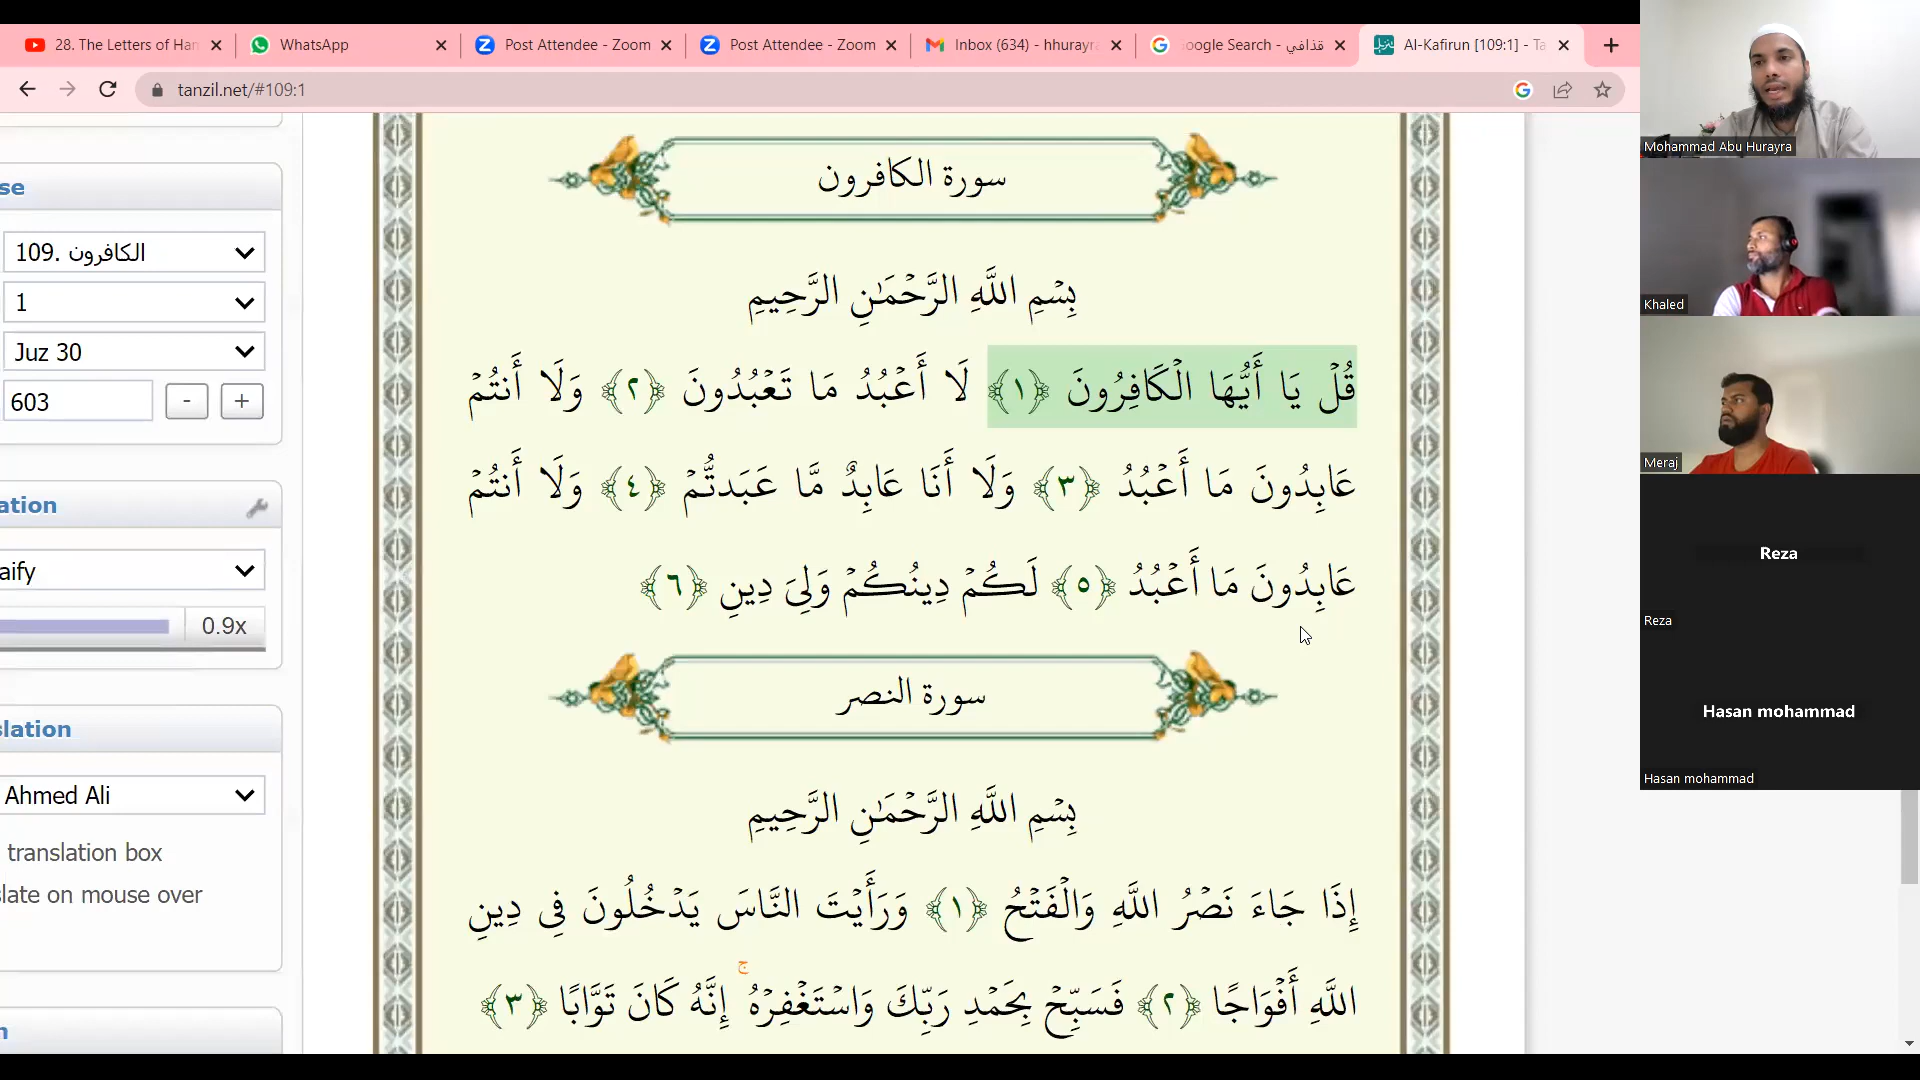 28. The Letters of Ham
WhatsApp
Post Attendee - Zoom
Post Attendee - Zoom
Inbox (634) - hhurayra
قذافي - oogle Search
Al-Kafirun [109:1] - Ta
tanzil.net/#109:1
se
109. الكافرون
1
Juz 30
603
-
+
ation
aify
0.9x
slation
Ahmed Ali
translation box
late on mouse over
سورة الكافرون
بِسْمِ اللَّهِ الرَّحْمَٰنِ الرَّحِيمِ
قُلْ يَا أَيُّهَا الْكَافِرُونَ ﴿١﴾ لَا أَعْبُدُ مَا تَعْبُدُونَ ﴿٢﴾ وَلَا أَنتُمْ
عَابِدُونَ مَا أَعْبُدُ ﴿٣﴾ وَلَا أَنَا عَابِدٌ مَّا عَبَدتُّمْ ﴿٤﴾ وَلَا أَنتُمْ
عَابِدُونَ مَا أَعْبُدُ ﴿٥﴾ لَكُمْ دِينُكُمْ وَلِيَ دِينِ ﴿٦﴾
سورة النصر
بِسْمِ اللَّهِ الرَّحْمَٰنِ الرَّحِيمِ
إِذَا جَاءَ نَصْرُ اللَّهِ وَالْفَتْحُ ﴿١﴾ وَرَأَيْتَ النَّاسَ يَدْخُلُونَ فِي دِينِ
اللَّهِ أَفْوَاجًا ﴿٢﴾ فَسَبِّحْ بِحَمْدِ رَبِّكَ وَاسْتَغْفِرْهُ ۚ إِنَّهُ كَانَ تَوَّابًا ﴿٣﴾
Mohammad Abu Hurayra
Khaled
Meraj
Reza
Reza
Hasan mohammad
Hasan mohammad